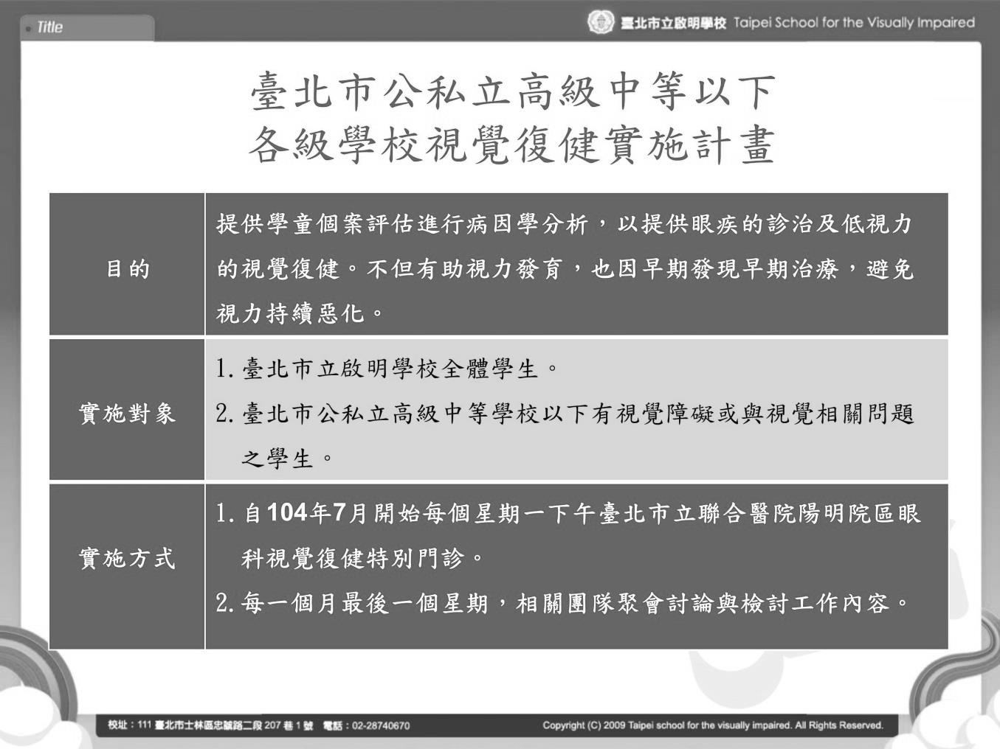 Title
臺北市立啟明學校 Taipei School for the Visually Impaired
臺北市公私立高級中等以下
各級學校視覺復健實施計畫
目的
提供學童個案評估進行病因學分析，以提供眼疾的診治及低視力
的視覺復健。不但有助視力發育，也因早期發現早期治療，避免
視力持續惡化。
實施對象
1. 臺北市立啟明學校全體學生。
2. 臺北市公私立高級中等學校以下有視覺障礙或與視覺相關問題
之學生。
實施方式
1. 自104年7月開始每個星期一下午臺北市立聯合醫院陽明院區眼
科視覺復健特別門診。
2. 每一個月最後一個星期，相關團隊聚會討論與檢討工作內容。
校址：111 臺北市士林區忠誠路二段 207 巷 1 號　電話：02-28740670
Copyright (C) 2009 Taipei school for the visually impaired. All Rights Reserved.